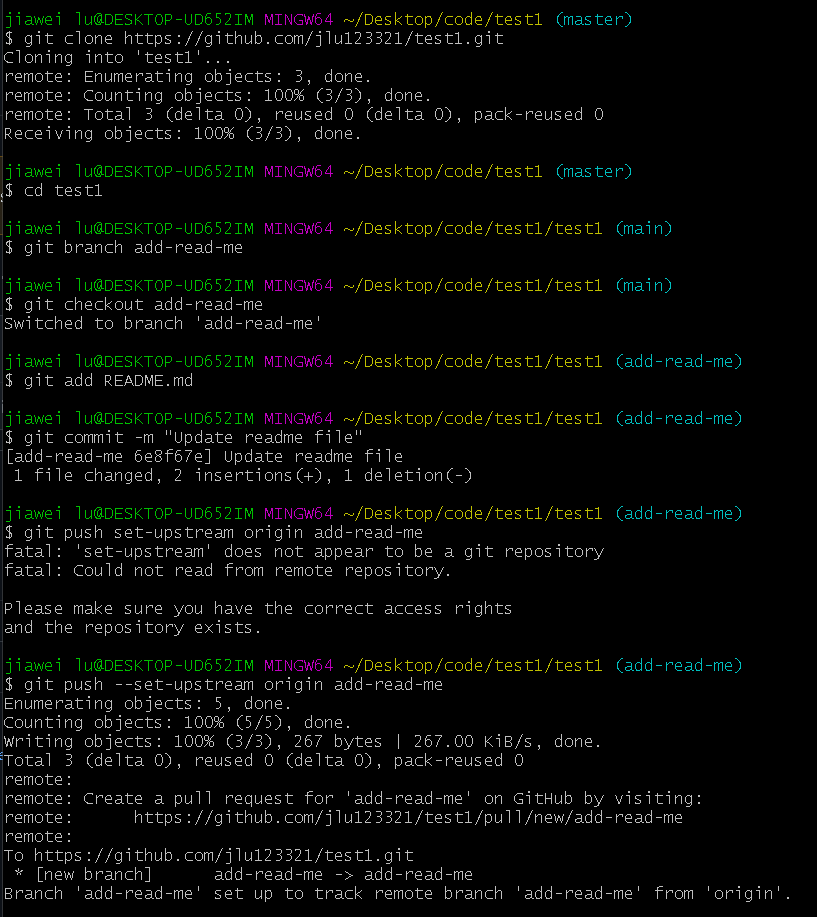 jiawei lu@DESKTOP-UD652IM MINGW64 ~/Desktop/code/test1 (master)
$ git clone https://github.com/jlu123321/test1.git
Cloning into 'test1'...
remote: Enumerating objects: 3, done.
remote: Counting objects: 100% (3/3), done.
remote: Total 3 (delta 0), reused 0 (delta 0), pack-reused 0
Receiving objects: 100% (3/3), done.
jiawei lu@DESKTOP-UD652IM MINGW64 ~/Desktop/code/test1 (master)
$ cd test1
jiawei lu@DESKTOP-UD652IM MINGW64 ~/Desktop/code/test1/test1 (main)
$ git branch add-read-me
jiawei lu@DESKTOP-UD652IM MINGW64 ~/Desktop/code/test1/test1 (main)
$ git checkout add-read-me
Switched to branch 'add-read-me'
jiawei lu@DESKTOP-UD652IM MINGW64 ~/Desktop/code/test1/test1 (add-read-me)
$ git add README.md
jiawei lu@DESKTOP-UD652IM MINGW64 ~/Desktop/code/test1/test1 (add-read-me)
$ git commit -m "Update readme file"
[add-read-me 6e8f67e] Update readme file
 1 file changed, 2 insertions(+), 1 deletion(-)
jiawei lu@DESKTOP-UD652IM MINGW64 ~/Desktop/code/test1/test1 (add-read-me)
$ git push set-upstream origin add-read-me
fatal: 'set-upstream' does not appear to be a git repository
fatal: Could not read from remote repository.
Please make sure you have the correct access rights
and the repository exists.
jiawei lu@DESKTOP-UD652IM MINGW64 ~/Desktop/code/test1/test1 (add-read-me)
$ git push --set-upstream origin add-read-me
Enumerating objects: 5, done.
Counting objects: 100% (5/5), done.
Writing objects: 100% (3/3), 267 bytes | 267.00 KiB/s, done.
Total 3 (delta 0), reused 0 (delta 0), pack-reused 0
remote:
remote: Create a pull request for 'add-read-me' on GitHub by visiting:
remote:      https://github.com/jlu123321/test1/pull/new/add-read-me
remote:
To https://github.com/jlu123321/test1.git
 * [new branch]      add-read-me -> add-read-me
Branch 'add-read-me' set up to track remote branch 'add-read-me' from 'origin'.